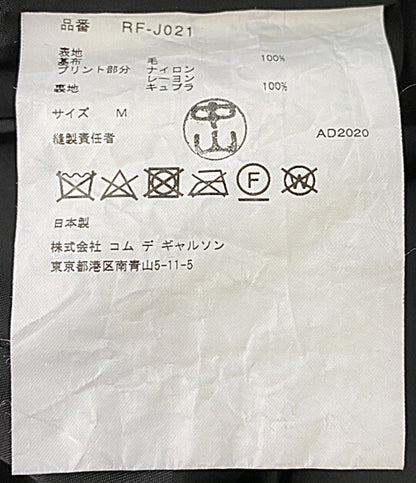 品番 RF-J021
表地
基布 毛 100%
プリント部分 ナイロン
レーヨン
裏地 キュプラ 100%
サイズ M
中山
縫製責任者
AD2020
F W
日本製
株式会社 コム デ ギャルソン
東京都港区南青山5-11-5